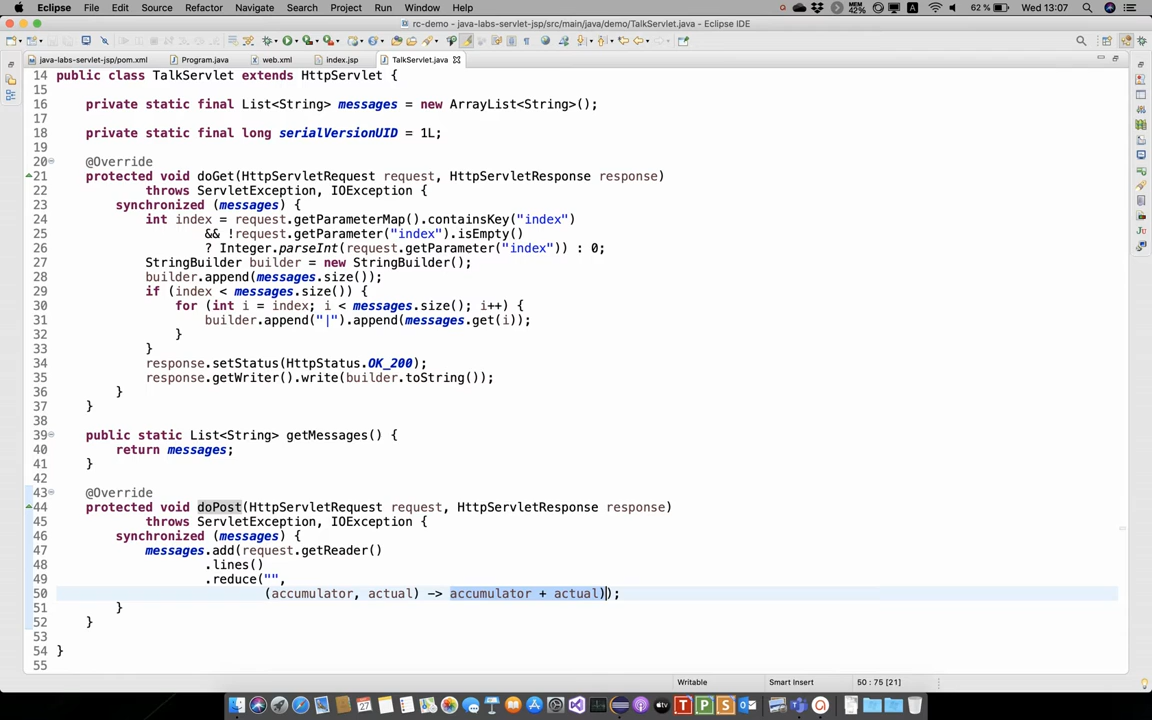 Eclipse File Edit Source Refactor Navigate Search Project Run Window Help MEM 42% 62 % Wed 13:07
rc-demo - java-labs-servlet-jsp/src/main/java/demo/TalkServlet.java - Eclipse IDE
java-labs-servlet-jsp/pom.xml Program.java web.xml index.jsp TalkServlet.java
14 public class TalkServlet extends HttpServlet {
15
16 private static final List<String> messages = new ArrayList<String>();
17
18 private static final long serialVersionUID = 1L;
19
20 @Override
21 protected void doGet(HttpServletRequest request, HttpServletResponse response)
22 throws ServletException, IOException {
23 synchronized (messages) {
24 int index = request.getParameterMap().containsKey("index")
25 && !request.getParameter("index").isEmpty()
26 ? Integer.parseInt(request.getParameter("index")) : 0;
27 StringBuilder builder = new StringBuilder();
28 builder.append(messages.size());
29 if (index < messages.size()) {
30 for (int i = index; i < messages.size(); i++) {
31 builder.append("|").append(messages.get(i));
32 }
33 }
34 response.setStatus(HttpStatus.OK_200);
35 response.getWriter().write(builder.toString());
36 }
37 }
38
39 public static List<String> getMessages() {
40 return messages;
41 }
42
43 @Override
44 protected void doPost(HttpServletRequest request, HttpServletResponse response)
45 throws ServletException, IOException {
46 synchronized (messages) {
47 messages.add(request.getReader()
48 .lines()
49 .reduce("",
50 (accumulator, actual) -> accumulator + actual));
51 }
52 }
53
54 }
55
Writable Smart Insert 50 : 75 [21]